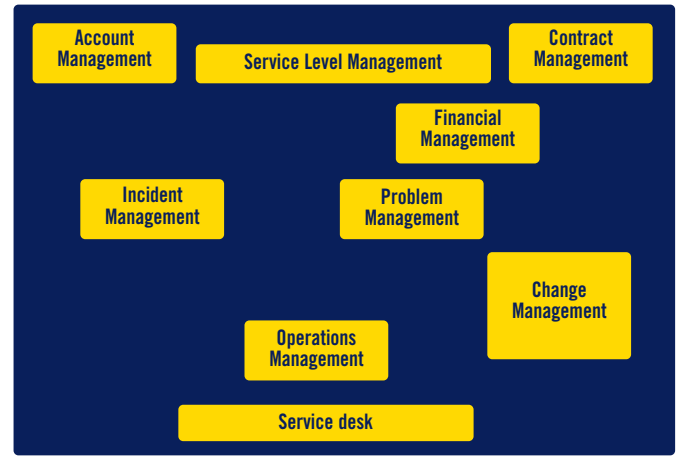 Account
Management
Service Level Management
Contract
Management
Financial
Management
Incident
Management
Problem
Management
Change
Management
Operations
Management
Service desk